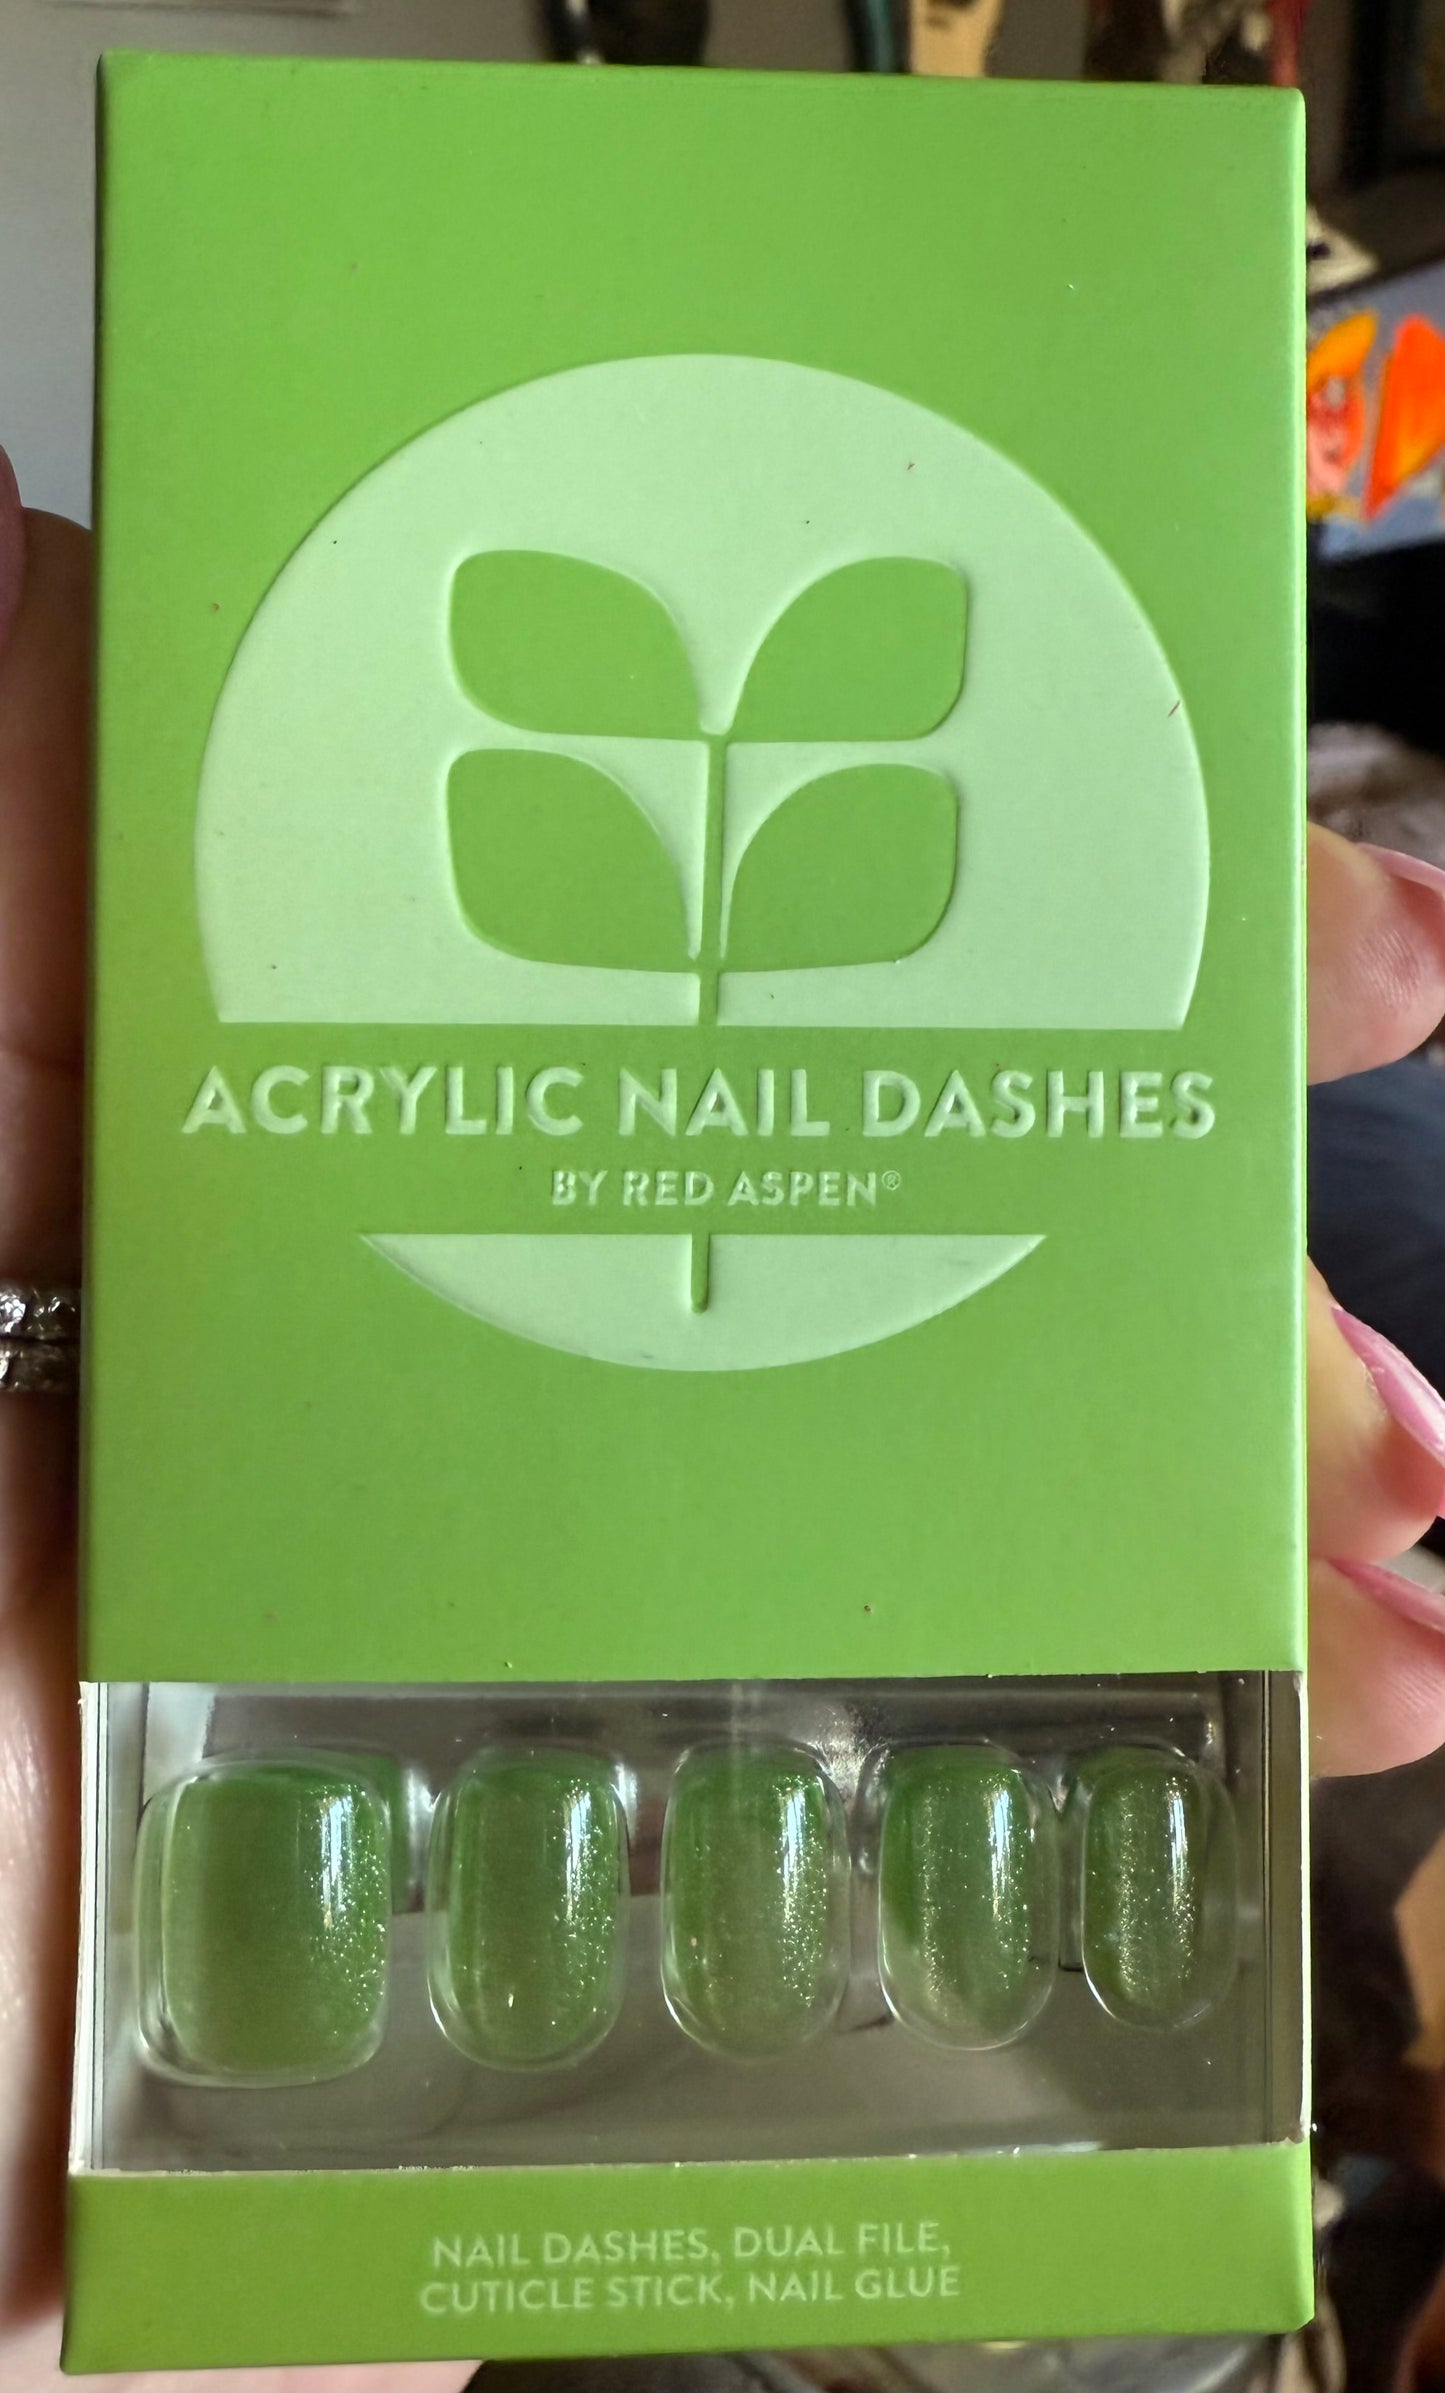 ACRYLIC NAIL DASHES
BY RED ASPEN®
NAIL DASHES, DUAL FILE,
CUTICLE STICK, NAIL GLUE